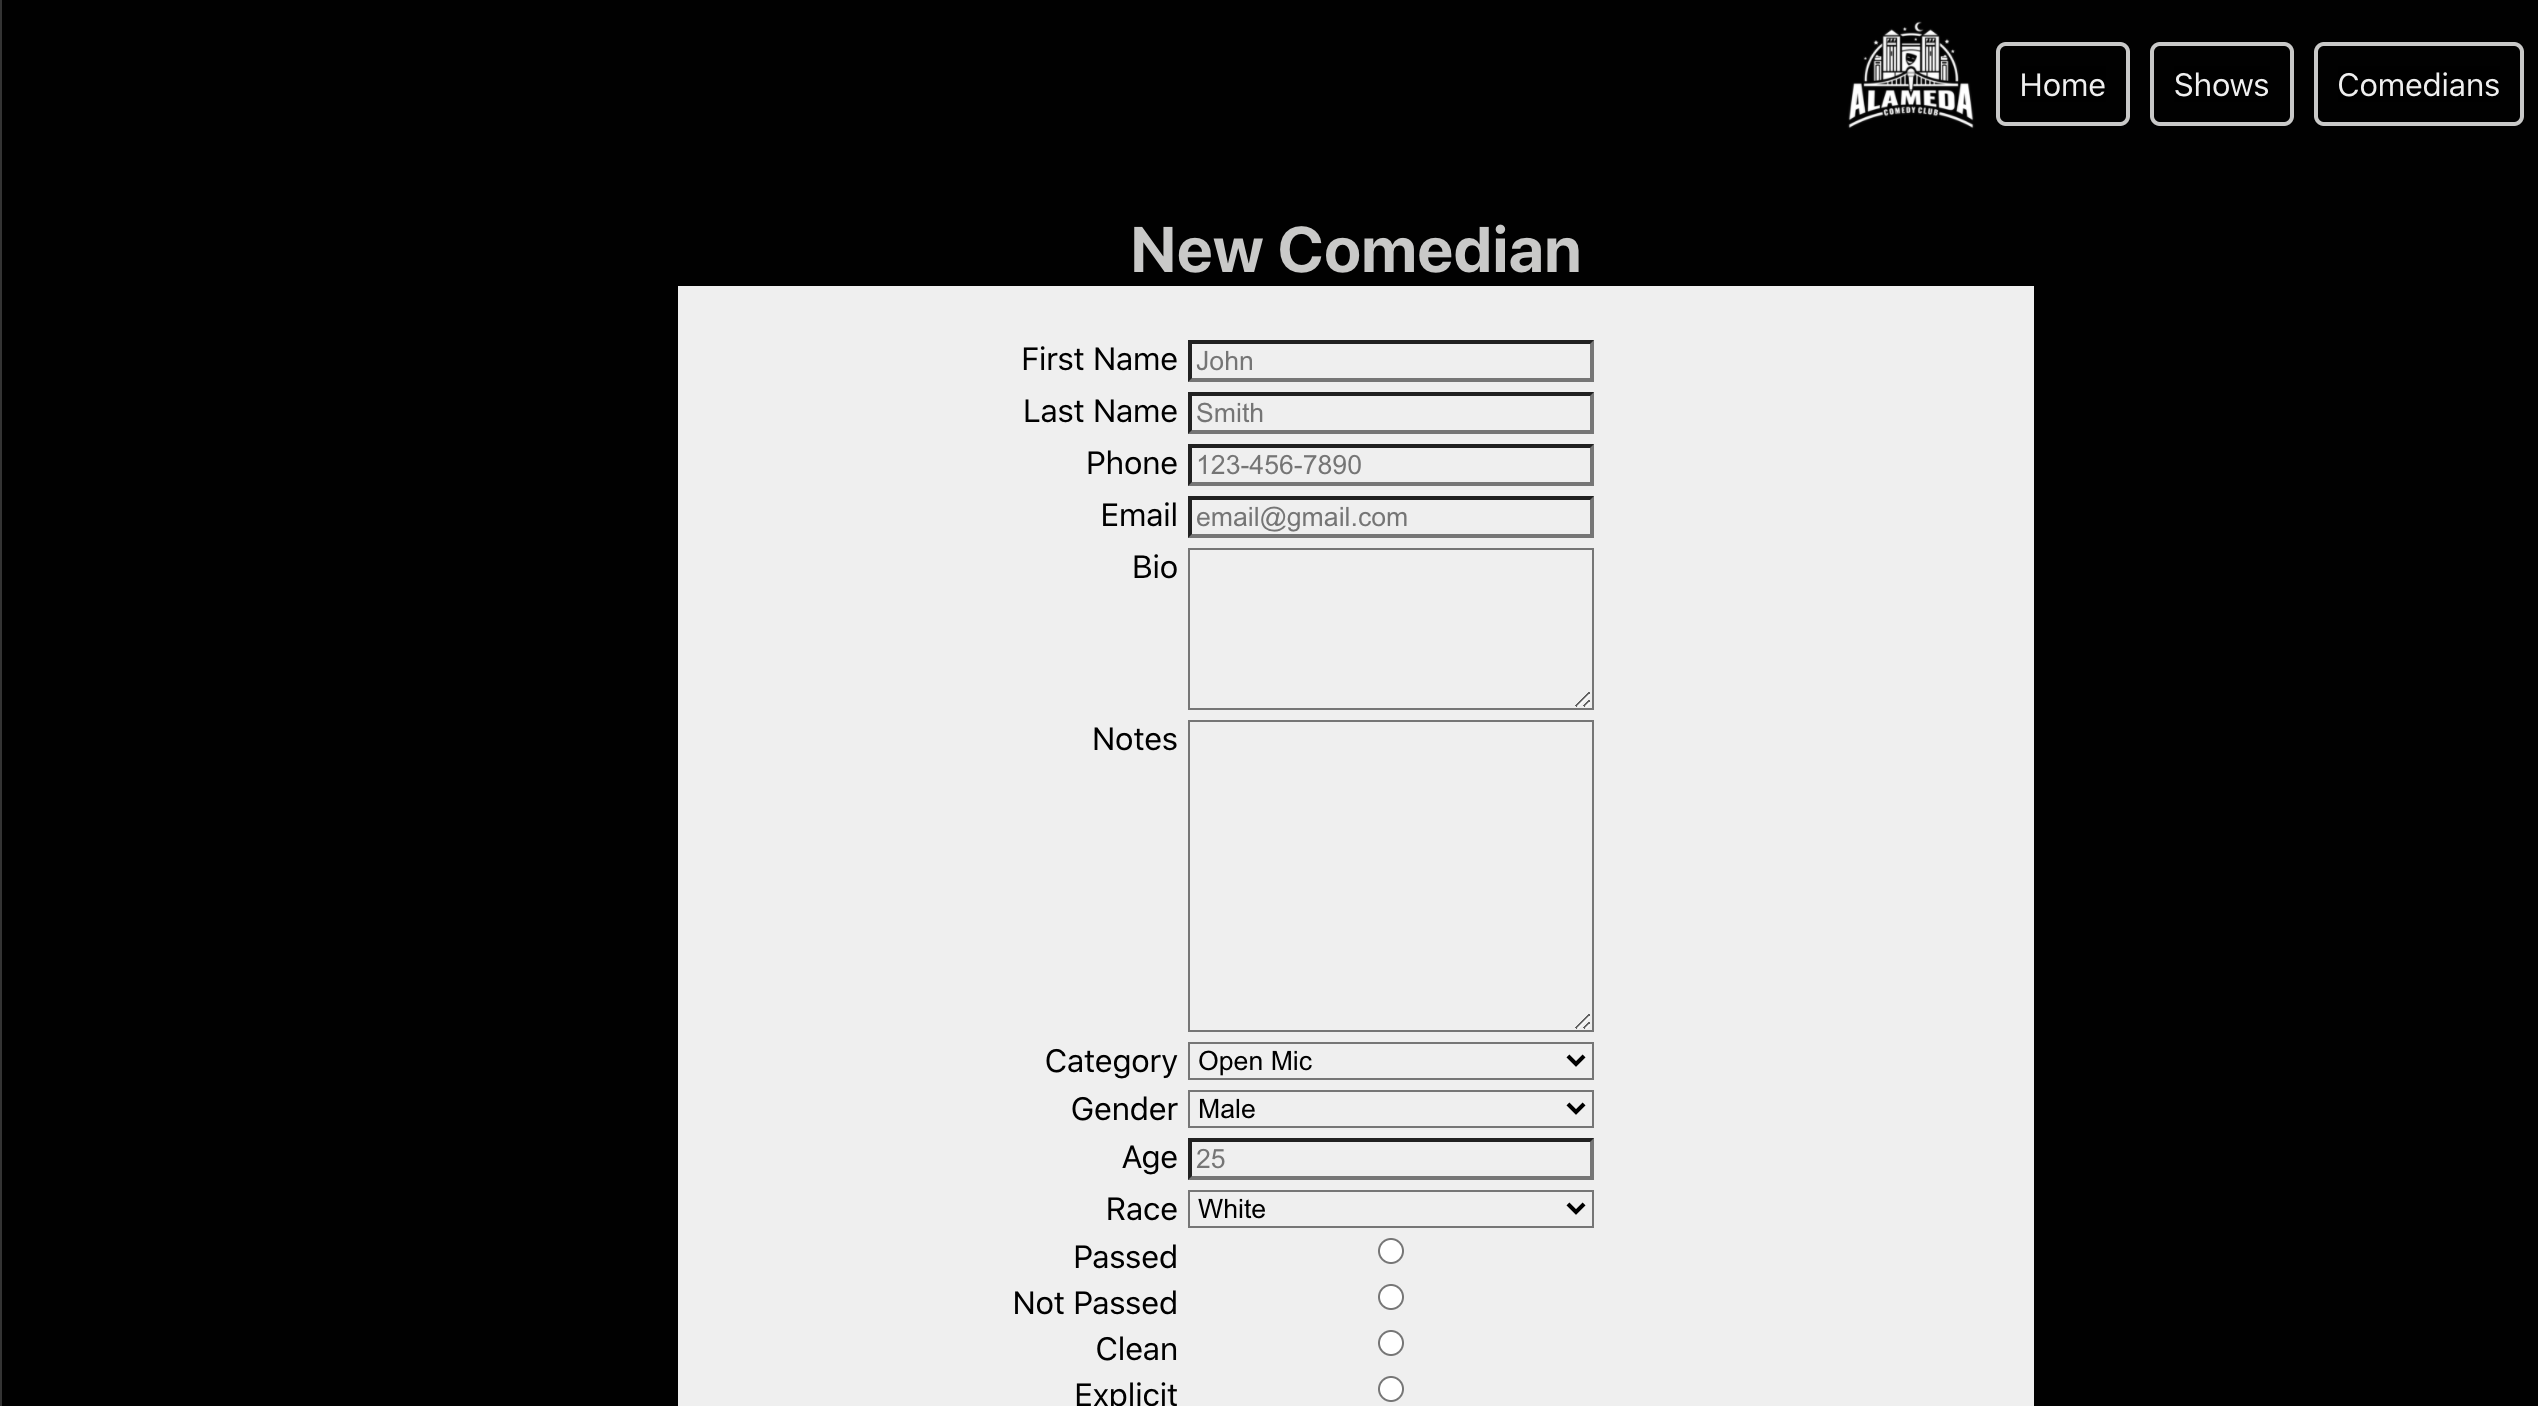 ALAMEDA
COMEDY CLUB
Home
Shows
Comedians
New Comedian
First Name John
Last Name Smith
Phone 123-456-7890
Email email@gmail.com
Bio
Notes
Category Open Mic
Gender Male
Age 25
Race White
Passed
Not Passed
Clean
Explicit